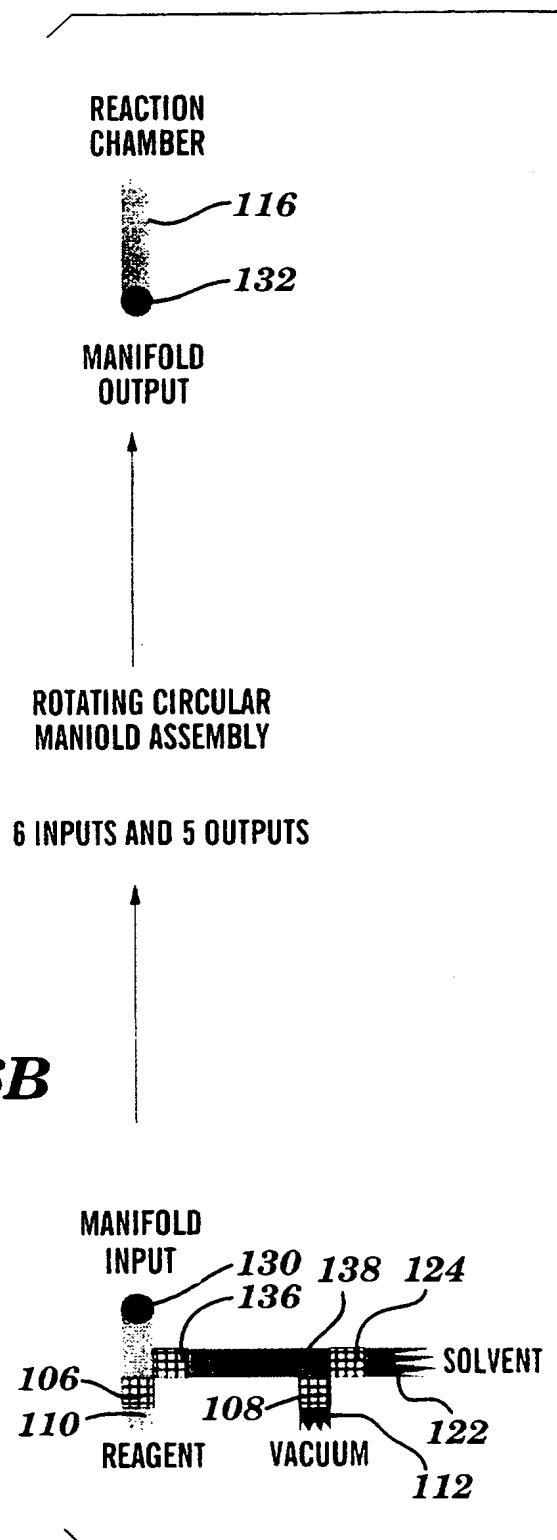 REACTION
CHAMBER
116
132
MANIFOLD
OUTPUT
ROTATING CIRCULAR
MANIOLD ASSEMBLY
6 INPUTS AND 5 OUTPUTS
MANIFOLD
INPUT
130 138 124
136
SOLVENT
106
108
122
110
REAGENT VACUUM
112